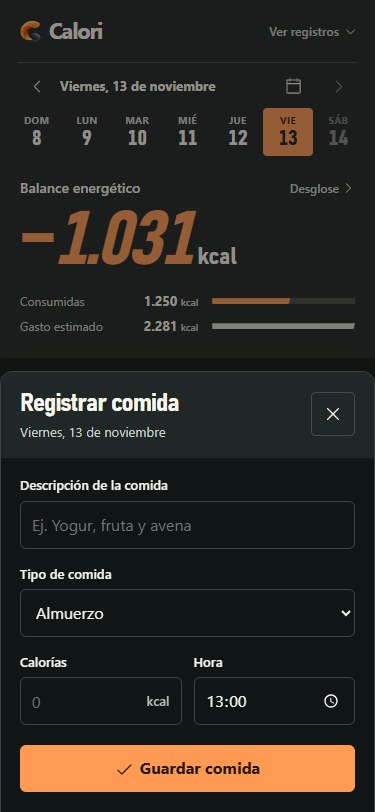 Calori
Ver registros
Viernes, 13 de noviembre
DOM LUN MAR MIÉ JUE VIE SÁB
8 9 10 11 12 13 14
Balance energético
Desglose
−1.031 kcal
Consumidas 1.250 kcal
Gasto estimado 2.281 kcal
Registrar comida
Viernes, 13 de noviembre
Descripción de la comida
Ej. Yogur, fruta y avena
Tipo de comida
Almuerzo
Calorías Hora
0 kcal 13:00
Guardar comida